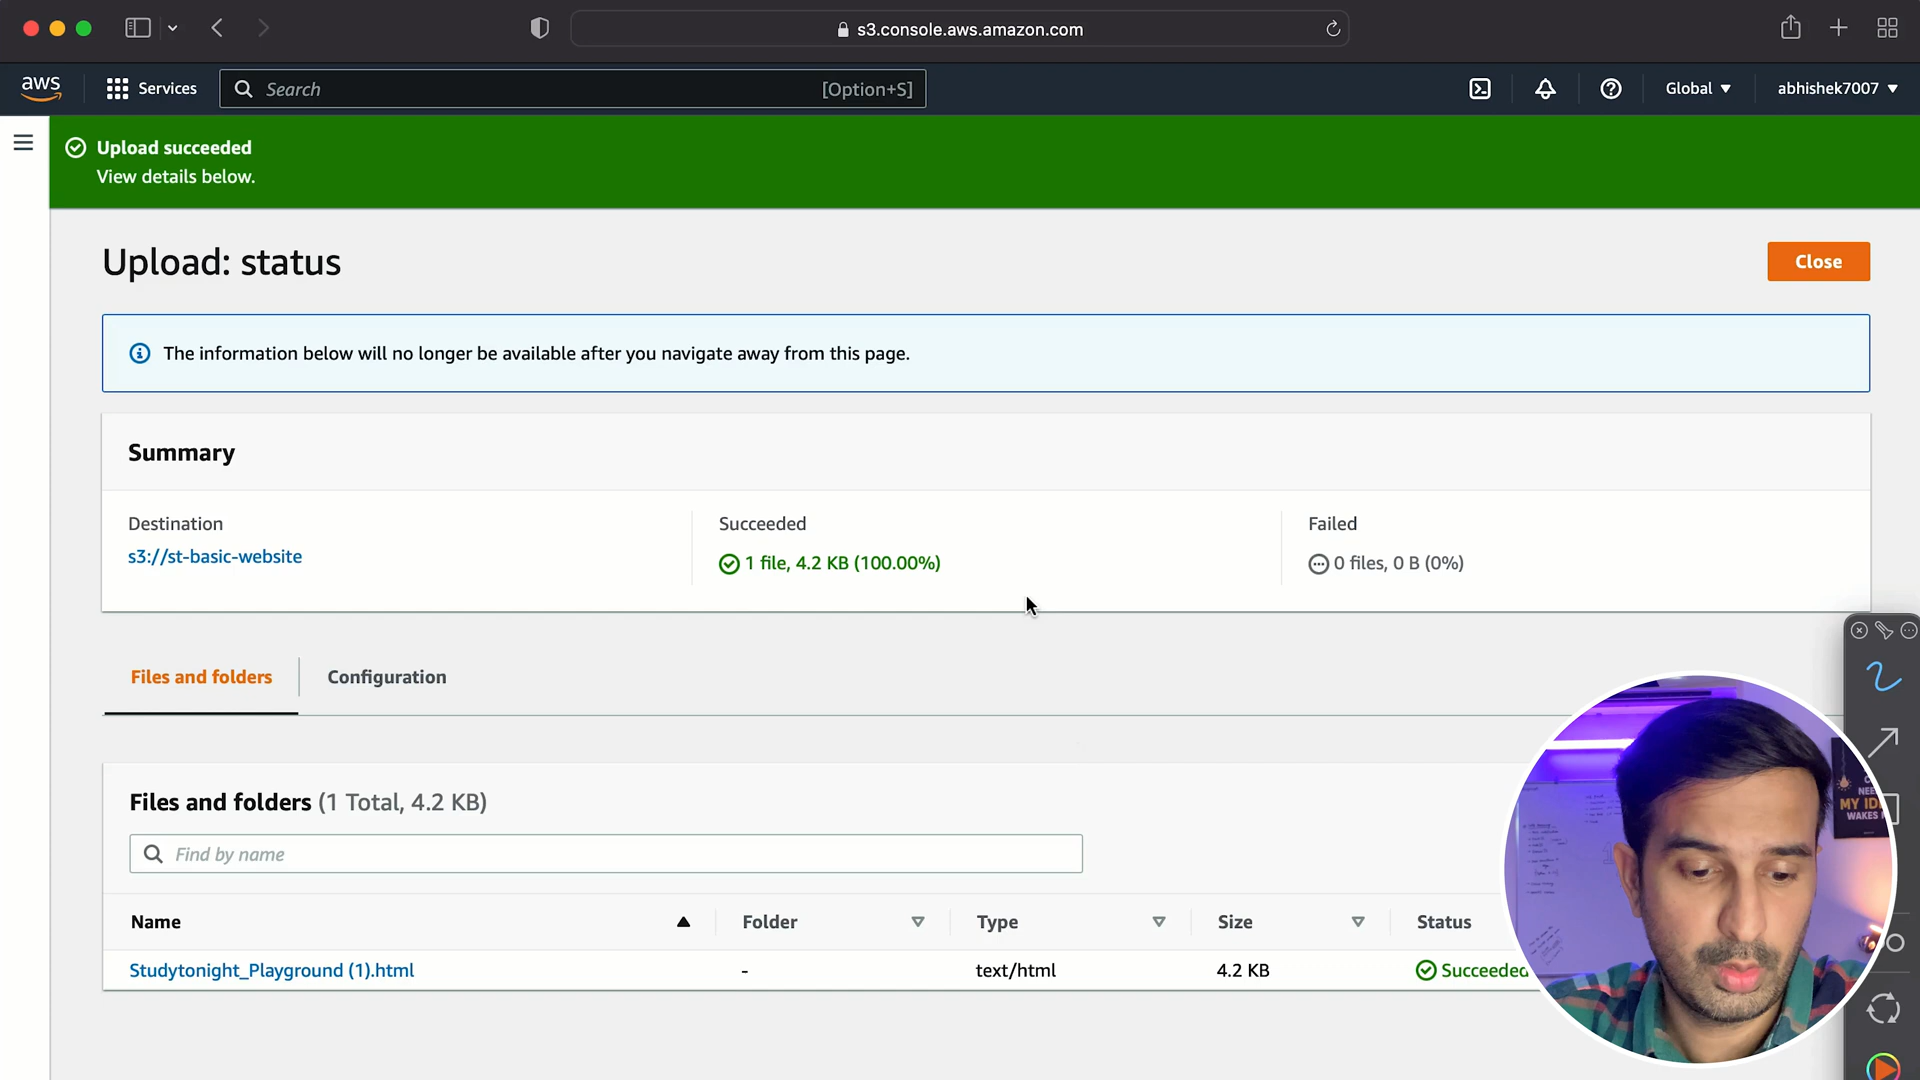 s3.console.aws.amazon.com
aws
Services
Search
[Option+S]
Global
abhishek7007
Upload succeeded
View details below.
Upload: status
Close
The information below will no longer be available after you navigate away from this page.
Summary
Destination
s3://st-basic-website
Succeeded
1 file, 4.2 KB (100.00%)
Failed
0 files, 0 B (0%)
Files and folders
Configuration
Files and folders (1 Total, 4.2 KB)
Find by name
Name
Folder
Type
Size
Status
Studytonight_Playground (1).html
-
text/html
4.2 KB
Succeeded
MY ID
WAKES